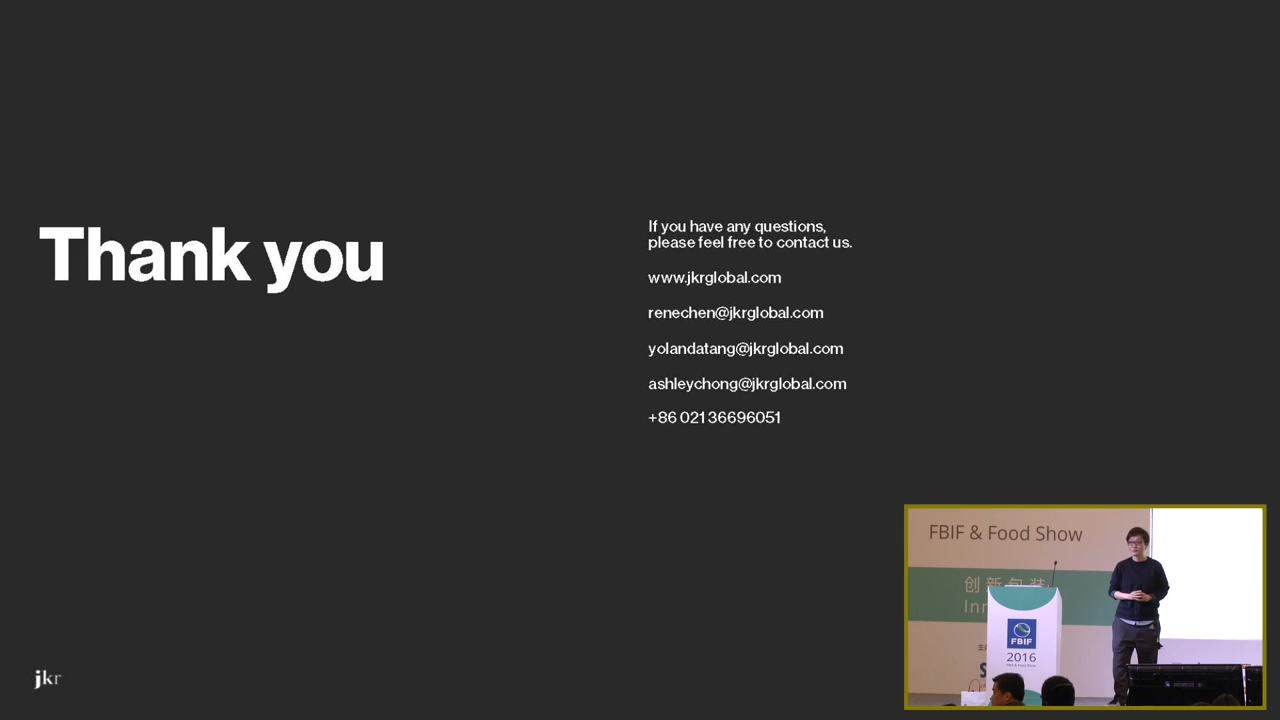 Thank you
If you have any questions,
please feel free to contact us.
www.jkrglobal.com
renechen@jkrglobal.com
yolandatang@jkrglobal.com
ashleychong@jkrglobal.com
+86 021 36696051
jkr
FBIF & Food Show
创新包装
FBIF
2016